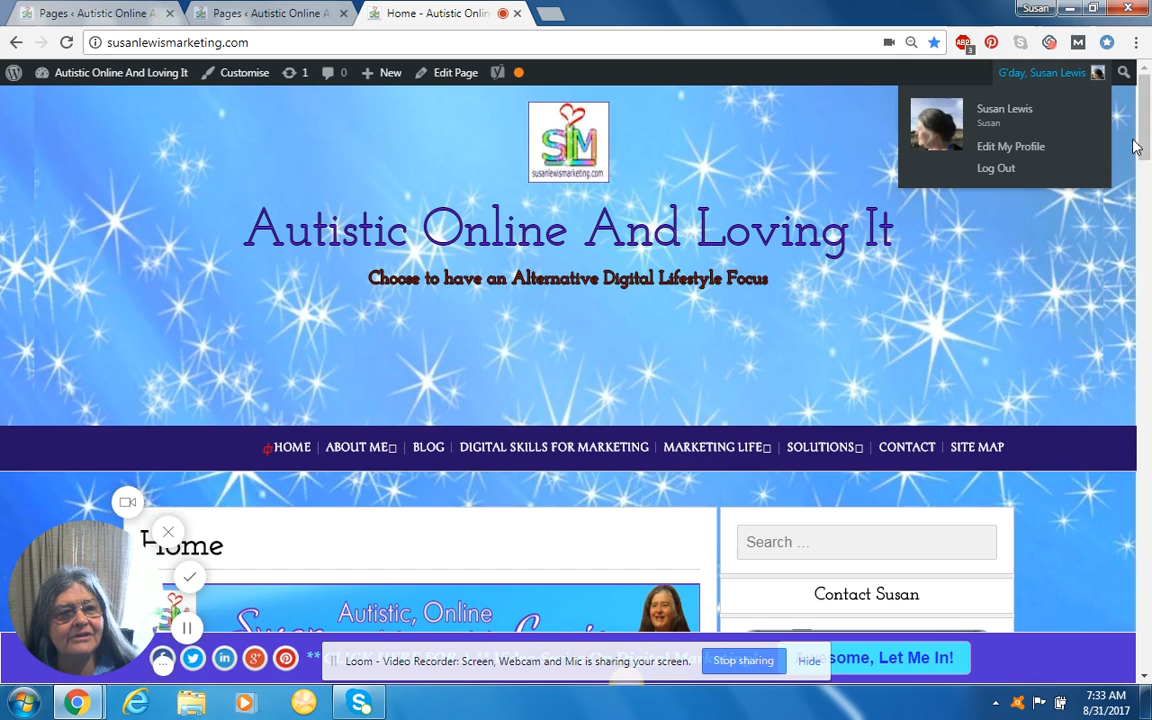 Pages ‹ Autistic Online A
Pages ‹ Autistic Online A
Home - Autistic Onlin
Susan
susanlewismarketing.com
ABP
3
M
Autistic Online And Loving It
Customise
1
0
New
Edit Page
G'day, Susan Lewis
Susan Lewis
Susan
Edit My Profile
Log Out
SLM
susanlewismarketing.com
Autistic Online And Loving It
Choose to have an Alternative Digital Lifestyle Focus
HOME
ABOUT ME
BLOG
DIGITAL SKILLS FOR MARKETING
MARKETING LIFE
SOLUTIONS
CONTACT
SITE MAP
Home
Search ...
Contact Susan
Autistic, Online
Loom - Video Recorder: Screen, Webcam and Mic is sharing your screen.
Stop sharing
Hide
Let Me In!
7:33 AM
8/31/2017